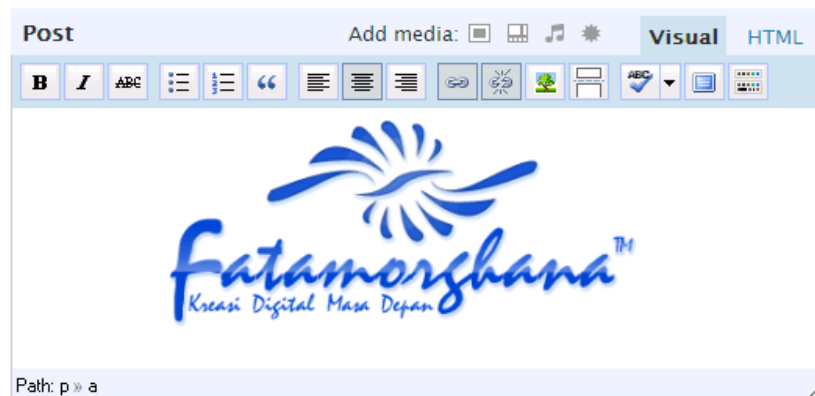 Post Add media: Visual HTML
B I ABC ABC
Fatamorghana™
Kreasi Digital Masa Depan
Path: p » a